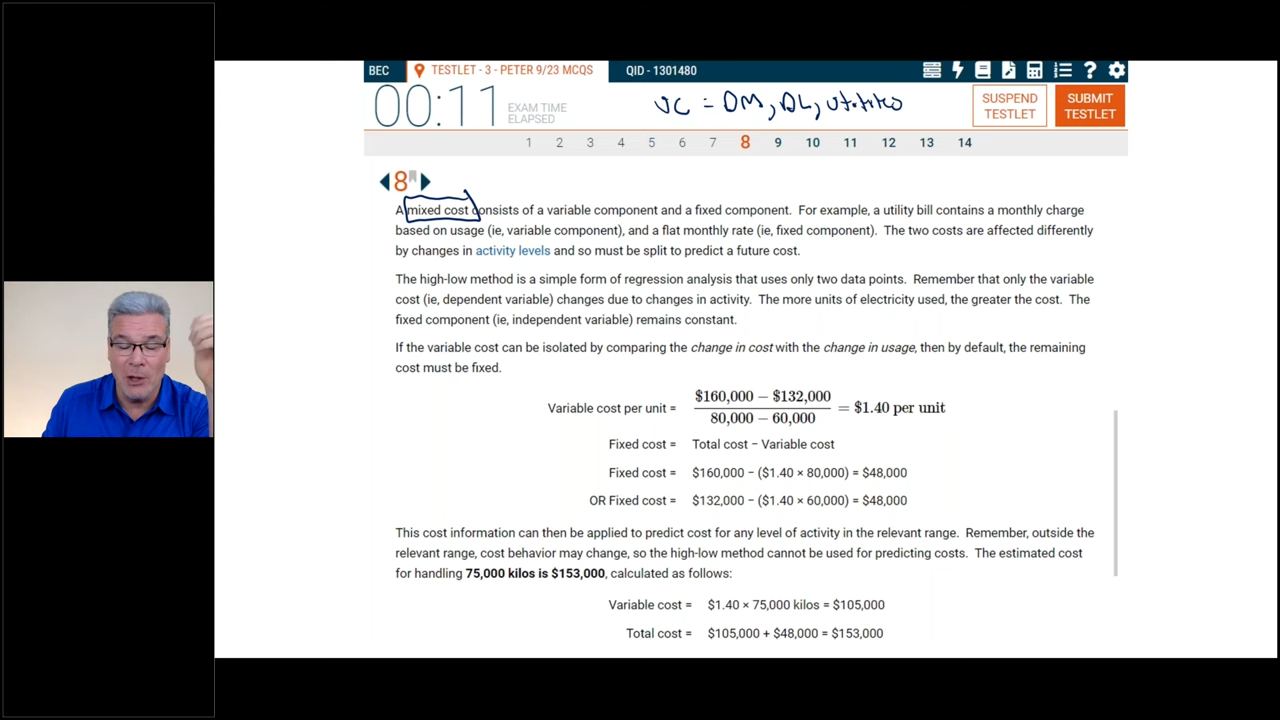 BEC TESTLET - 3 - PETER 9/23 MCQS QID - 1301480
00:11 EXAM TIME ELAPSED
VC = DM, DL, Utilities
SUSPEND TESTLET
SUBMIT TESTLET
1 2 3 4 5 6 7 8 9 10 11 12 13 14
8
A mixed cost consists of a variable component and a fixed component. For example, a utility bill contains a monthly charge
based on usage (ie, variable component), and a flat monthly rate (ie, fixed component). The two costs are affected differently
by changes in activity levels and so must be split to predict a future cost.
The high-low method is a simple form of regression analysis that uses only two data points. Remember that only the variable
cost (ie, dependent variable) changes due to changes in activity. The more units of electricity used, the greater the cost. The
fixed component (ie, independent variable) remains constant.
If the variable cost can be isolated by comparing the change in cost with the change in usage, then by default, the remaining
cost must be fixed.
Variable cost per unit = $160,000 − $132,000 / 80,000 − 60,000 = $1.40 per unit
Fixed cost = Total cost − Variable cost
Fixed cost = $160,000 − ($1.40 × 80,000) = $48,000
OR Fixed cost = $132,000 − ($1.40 × 60,000) = $48,000
This cost information can then be applied to predict cost for any level of activity in the relevant range. Remember, outside the
relevant range, cost behavior may change, so the high-low method cannot be used for predicting costs. The estimated cost
for handling 75,000 kilos is $153,000, calculated as follows:
Variable cost = $1.40 × 75,000 kilos = $105,000
Total cost = $105,000 + $48,000 = $153,000